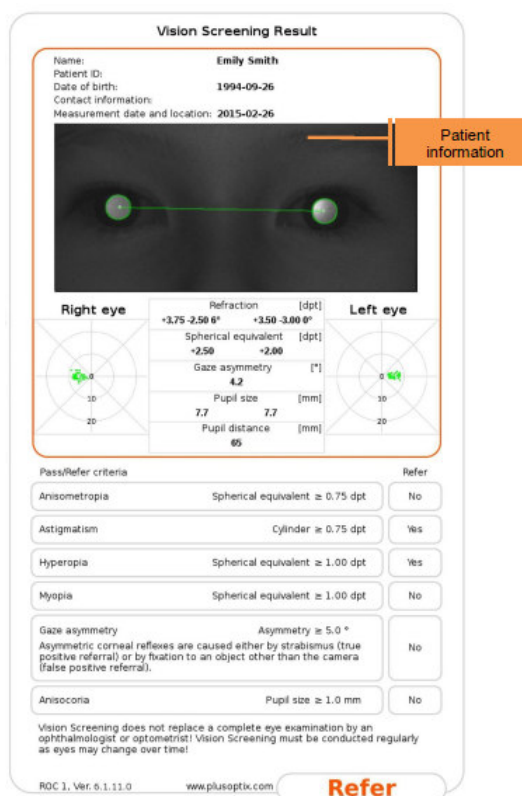 Vision Screening Result
Name: Emily Smith
Patient ID:
Date of birth: 1994-09-26
Contact information:
Measurement date and location: 2015-02-26
Patient
information
Right eye
Refraction [dpt]
+3.75 -2.50 6° +3.50 -3.00 0°
Spherical equivalent [dpt]
+2.50 +2.00
Gaze asymmetry [°]
4.2
Pupil size [mm]
7.7 7.7
Pupil distance [mm]
65
Left eye
0
10
20
0
10
20
Pass/Refer criteria Refer
Anisometropia Spherical equivalent ≥ 0.75 dpt No
Astigmatism Cylinder ≥ 0.75 dpt Yes
Hyperopia Spherical equivalent ≥ 1.00 dpt Yes
Myopia Spherical equivalent ≥ 1.00 dpt No
Gaze asymmetry Asymmetry ≥ 5.0 °
Asymmetric corneal reflexes are caused either by strabismus (true
positive referral) or by fixation to an object other than the camera
(false positive referral).
No
Anisocoria Pupil size ≥ 1.0 mm No
Vision Screening does not replace a complete eye examination by an
ophthalmologist or optometrist! Vision Screening must be conducted regularly
as eyes may change over time!
ROC 1, Ver. 6.1.11.0 www.plusoptix.com Refer